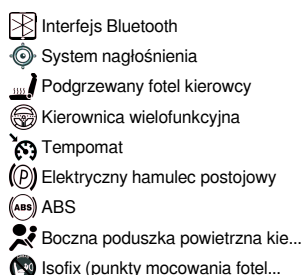 Interfejs Bluetooth
System nagłośnienia
Podgrzewany fotel kierowcy
Kierownica wielofunkcyjna
Tempomat
(P) Elektryczny hamulec postojowy
(ABS) ABS
Boczna poduszka powietrzna kie...
Isofix (punkty mocowania fotel...